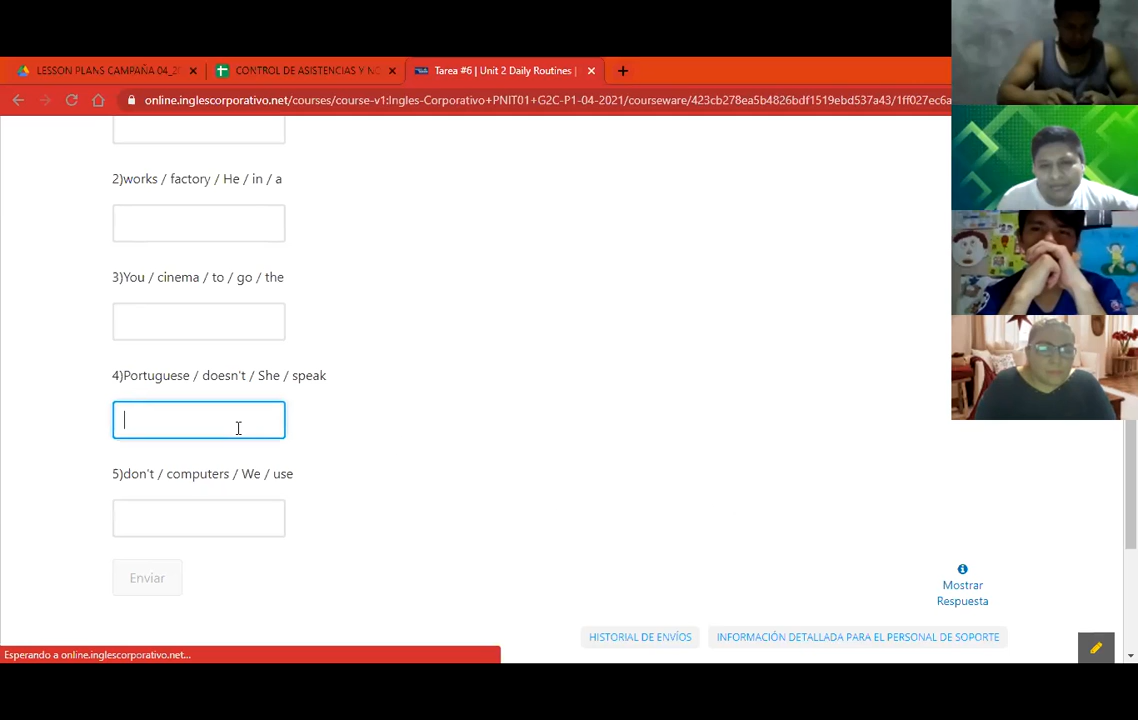 LESSON PLANS CAMPAÑA 04_2
CONTROL DE ASISTENCIAS Y NO
Tarea #6 | Unit 2 Daily Routines |
online.inglescorporativo.net/courses/course-v1:Ingles-Corporativo+PNIT01+G2C-P1-04-2021/courseware/423cb278ea5b4826bdf1519ebd537a43/1ff027ec6a
2)works / factory / He / in / a
3)You / cinema / to / go / the
4)Portuguese / doesn't / She / speak
5)don't / computers / We / use
Enviar
Mostrar
Respuesta
HISTORIAL DE ENVÍOS
INFORMACIÓN DETALLADA PARA EL PERSONAL DE SOPORTE
Esperando a online.inglescorporativo.net...